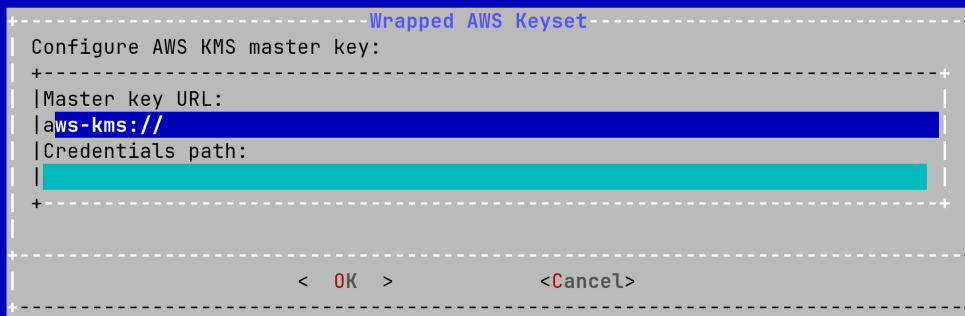 Wrapped AWS Keyset
Configure AWS KMS master key:
Master key URL:
aws-kms://
Credentials path:
<  OK  > <Cancel>